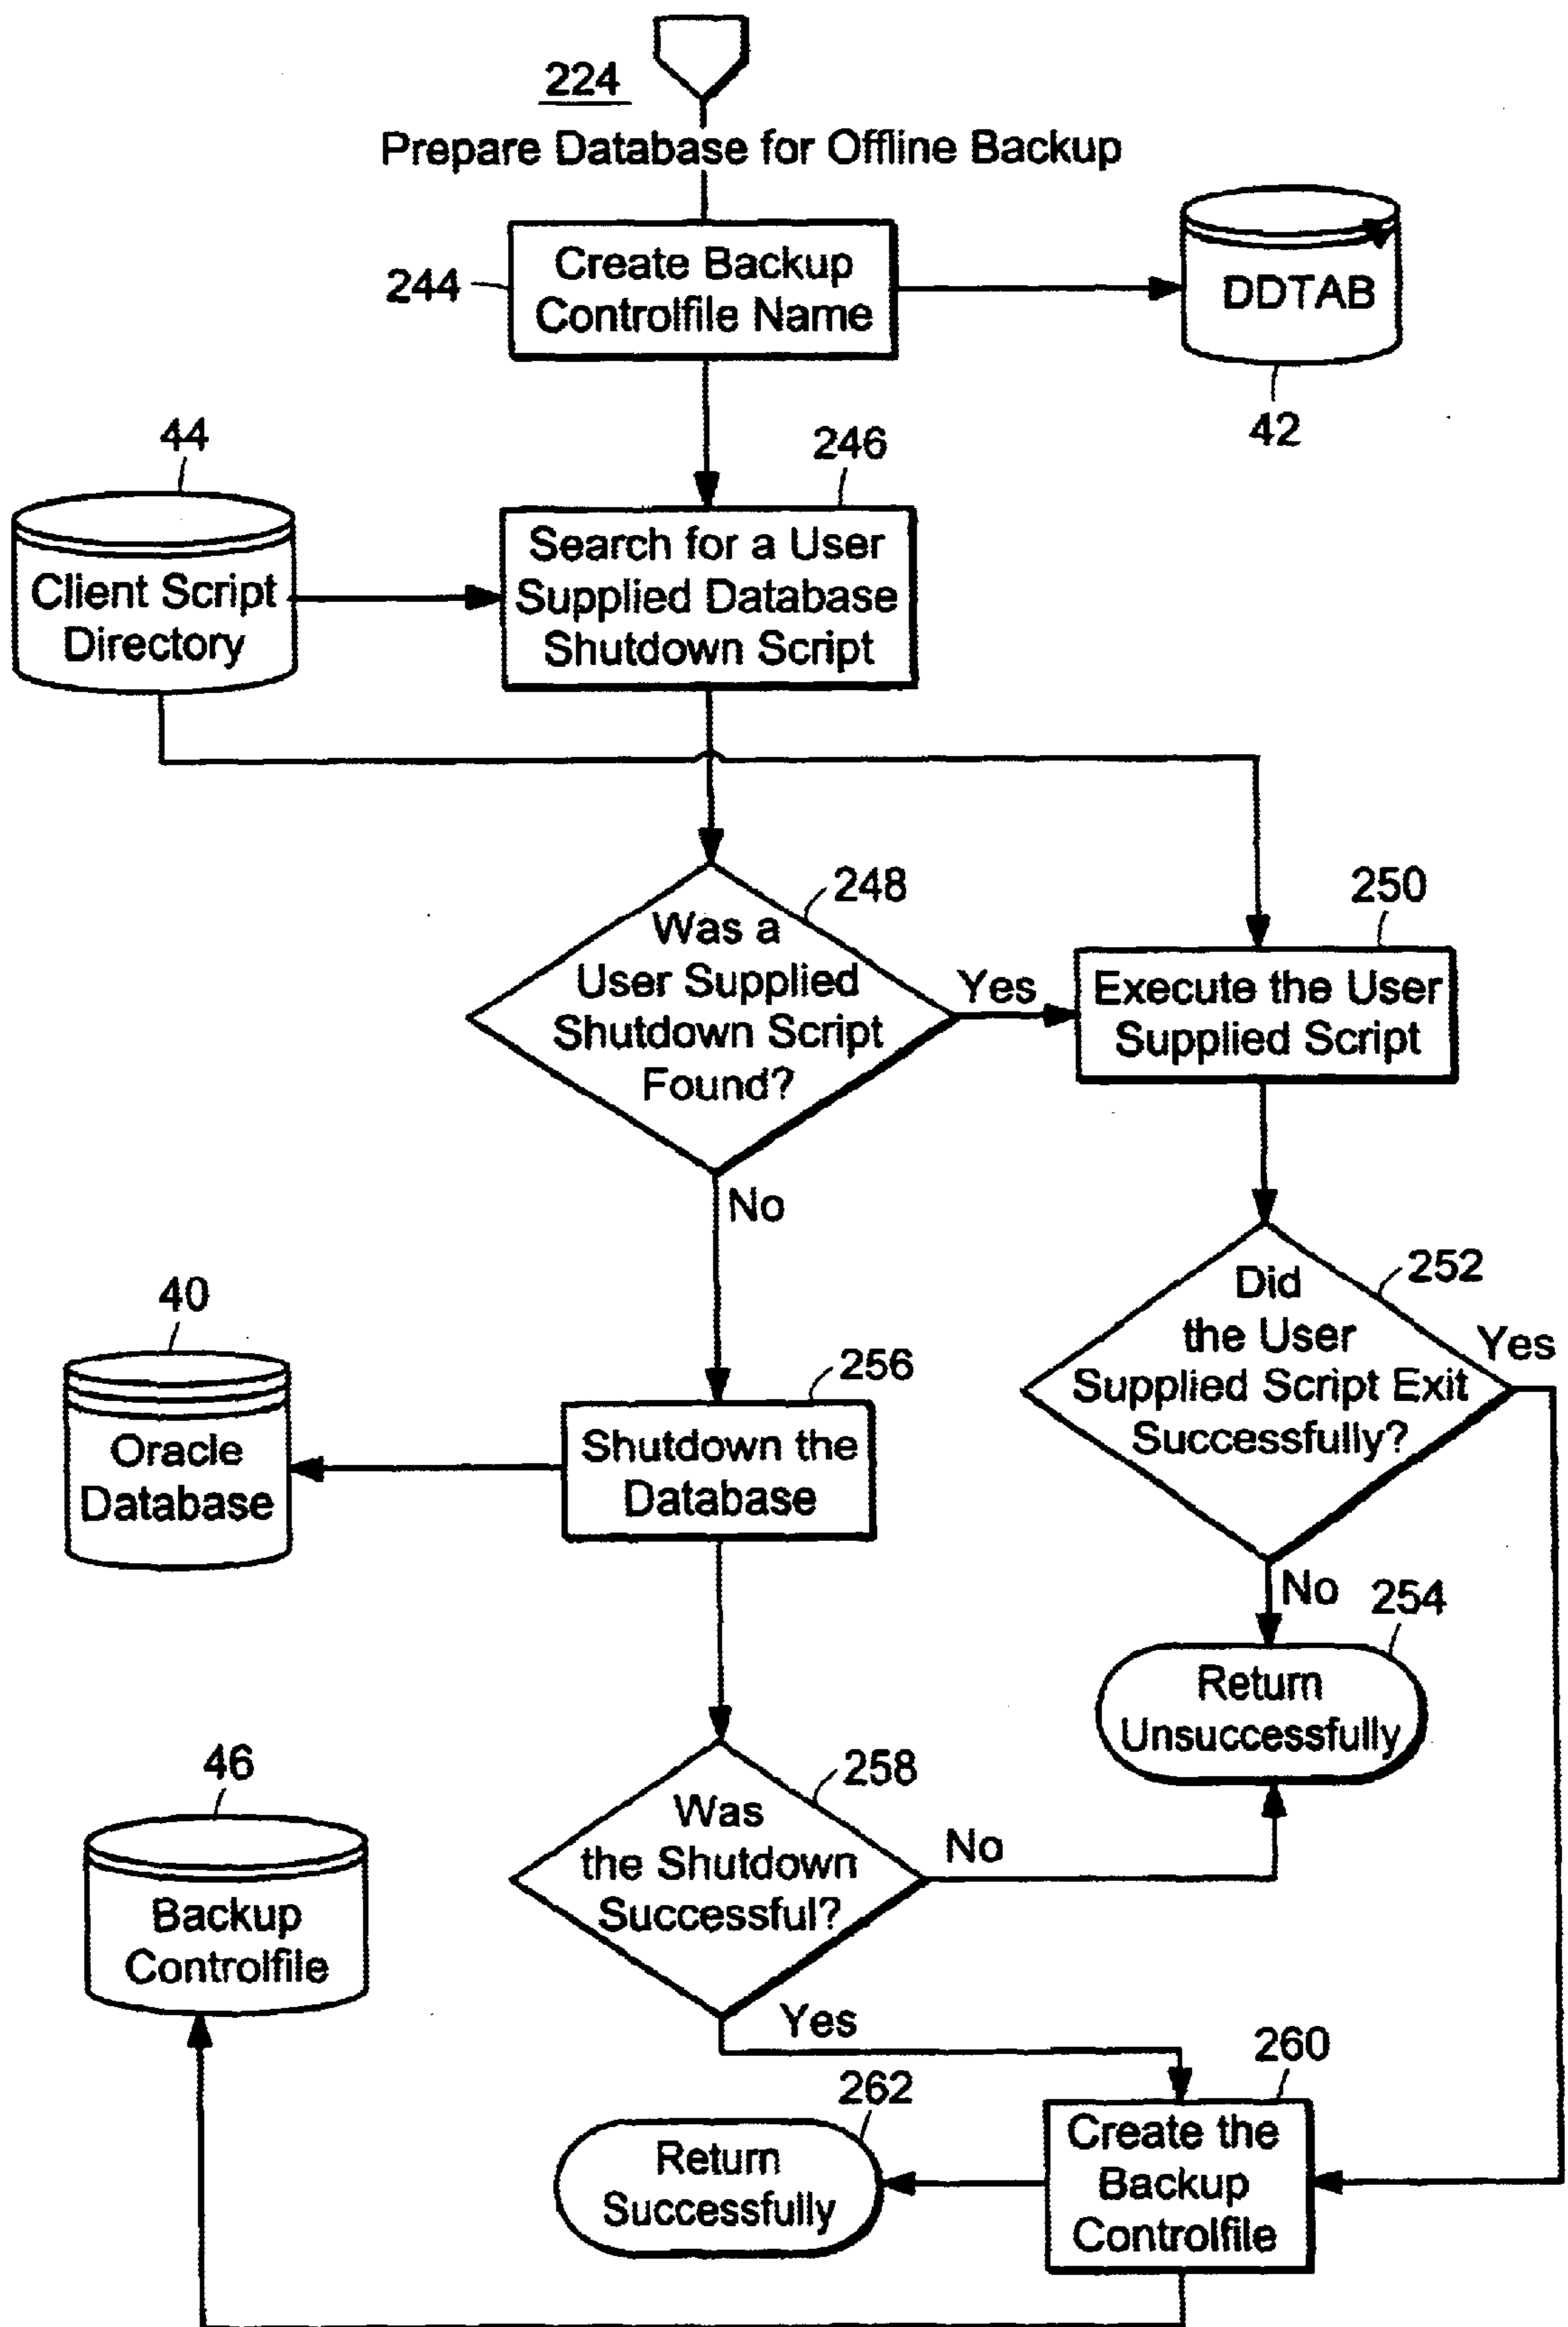 224
Prepare Database for Offline Backup
244
Create Backup
Controlfile Name
DDTAB
42
44
246
Client Script
Directory
Search for a User
Supplied Database
Shutdown Script
248
250
Was a
User Supplied
Shutdown Script
Found?
Yes
Execute the User
Supplied Script
No
252
Did
the User
Supplied Script Exit
Successfully?
Yes
40
256
Oracle
Database
Shutdown the
Database
No
254
Return
Unsuccessfully
46
258
Was
the Shutdown
Successful?
No
Backup
Controlfile
Yes
260
262
Create the
Backup
Controlfile
Return
Successfully